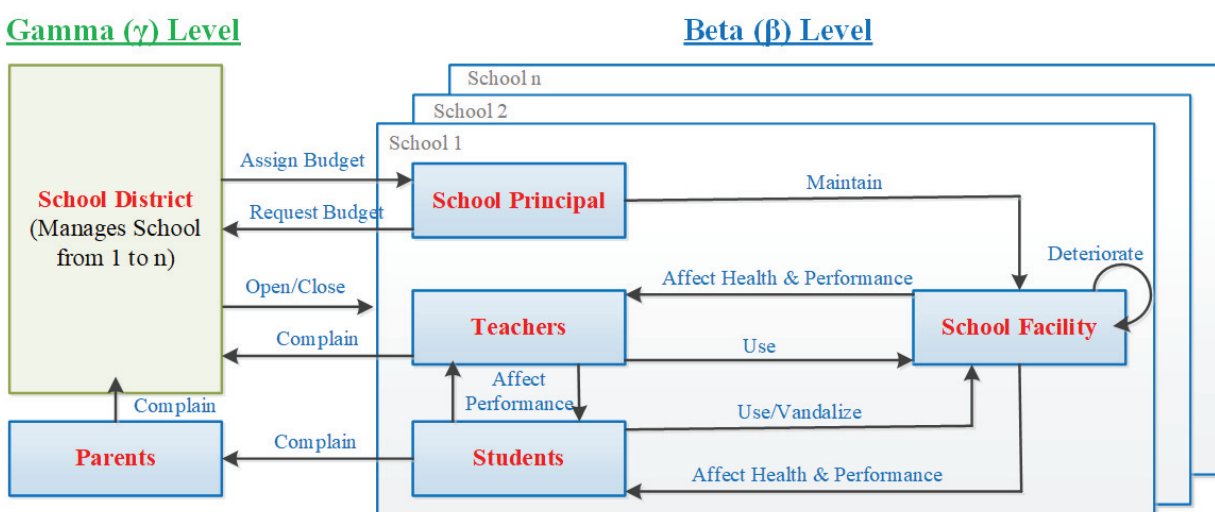 Gamma (γ) Level
Beta (β) Level
School n
School 2
School 1
Assign Budget
School Principal
Maintain
School District
(Manages School
from 1 to n)
Request Budget
Deteriorate
Affect Health & Performance
Open/Close
Teachers
School Facility
Complain
Use
Affect
Performance
Complain
Use/Vandalize
Parents
Complain
Students
Affect Health & Performance